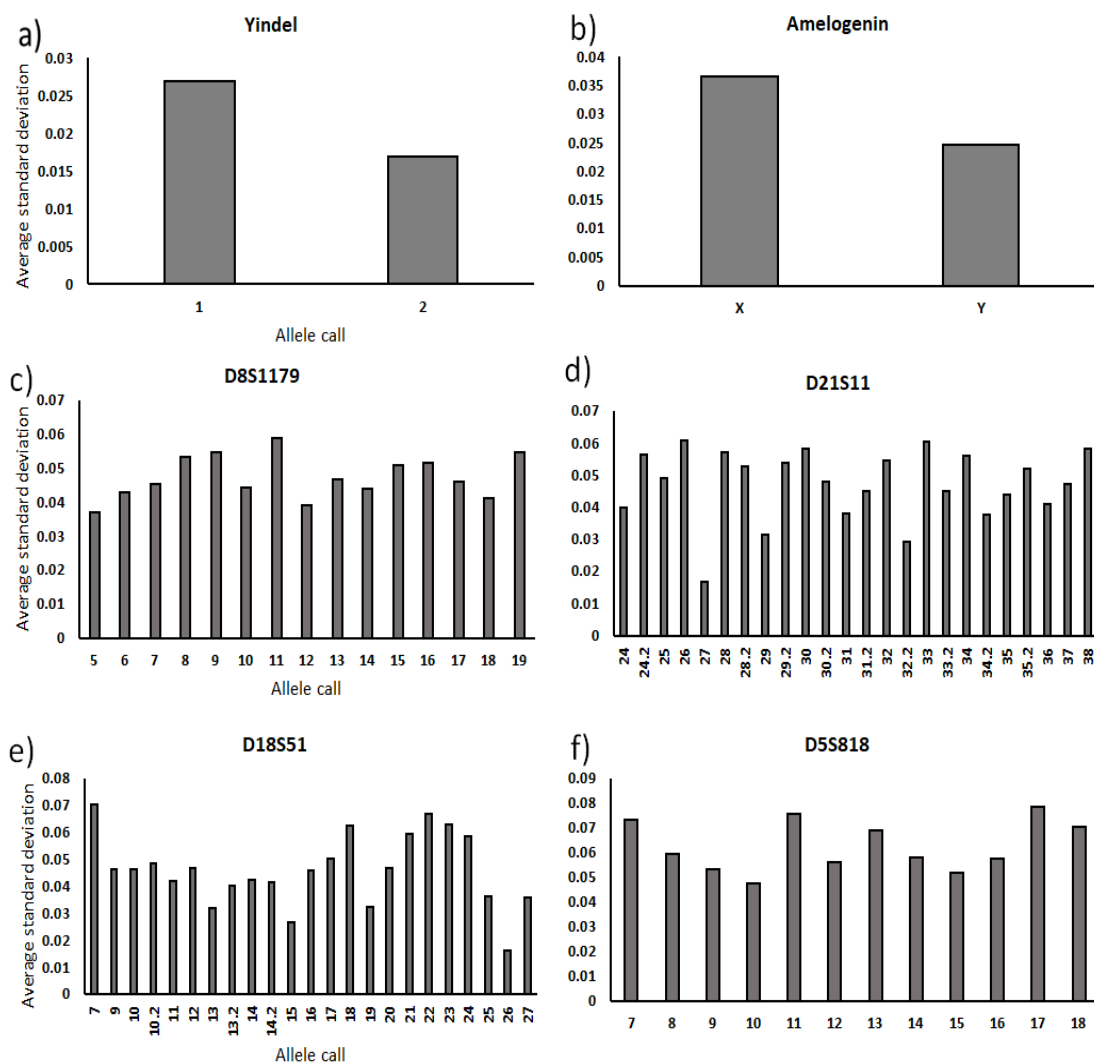 a)
Yindel
Average standard deviation
0.03
0.025
0.02
0.015
0.01
0.005
0
1 2
Allele call
b)
Amelogenin
0.04
0.035
0.03
0.025
0.02
0.015
0.01
0.005
0
X Y
c)
D8S1179
Average standard deviation
0.07
0.06
0.05
0.04
0.03
0.02
0.01
0
5 6 7 8 9 10 11 12 13 14 15 16 17 18 19
Allele call
d)
D21S11
0.07
0.06
0.05
0.04
0.03
0.02
0.01
0
24 24.2 25 26 27 28 28.2 29 29.2 30 30.2 31 31.2 32 32.2 33 33.2 34 34.2 35 35.2 36 37 38
e)
D18S51
Average standard deviation
0.08
0.07
0.06
0.05
0.04
0.03
0.02
0.01
0
7 9 10 10.2 11 12 13 13.2 14 14.2 15 16 17 18 19 20 21 22 23 24 25 26 27
Allele call
f)
D5S818
0.09
0.08
0.07
0.06
0.05
0.04
0.03
0.02
0.01
0
7 8 9 10 11 12 13 14 15 16 17 18